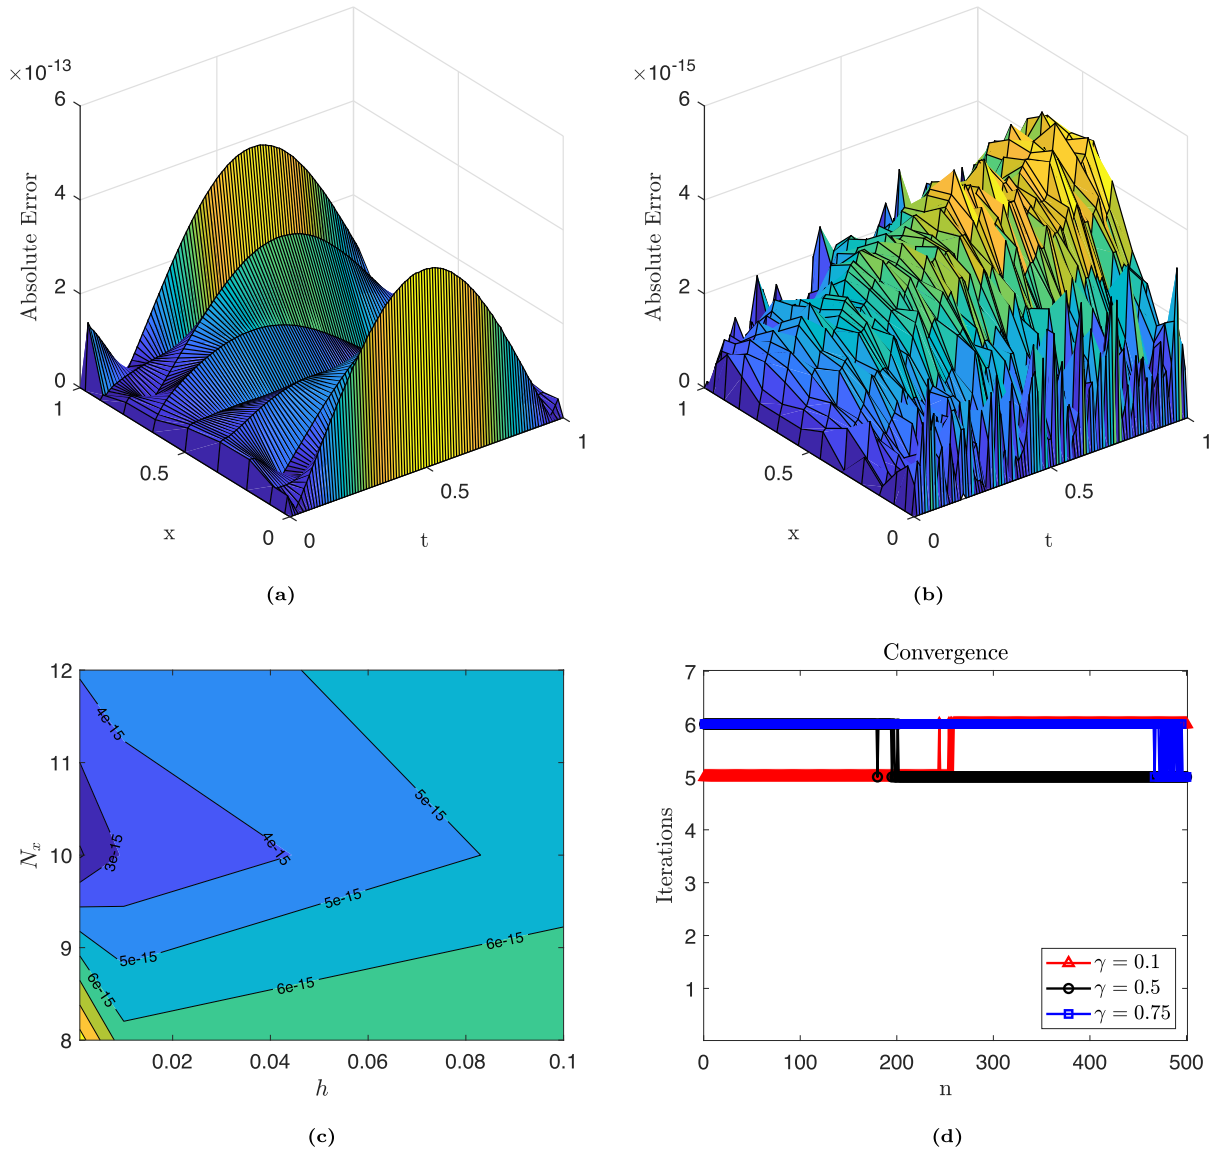 ×10-13
6
4
2
0
Absolute Error
1
0.5
0
x
0
0.5
1
t
(a)
×10-15
6
4
2
0
Absolute Error
1
0.5
0
x
0
0.5
1
t
(b)
12
11
10
9
8
Nx
0.02
0.04
0.06
0.08
0.1
h
4e-15
3e-15
4e-15
5e-15
5e-15
5e-15
6e-15
6e-15
6e-15
(c)
Convergence
7
6
5
4
3
2
1
Iterations
0
100
200
300
400
500
n
γ = 0.1
γ = 0.5
γ = 0.75
(d)